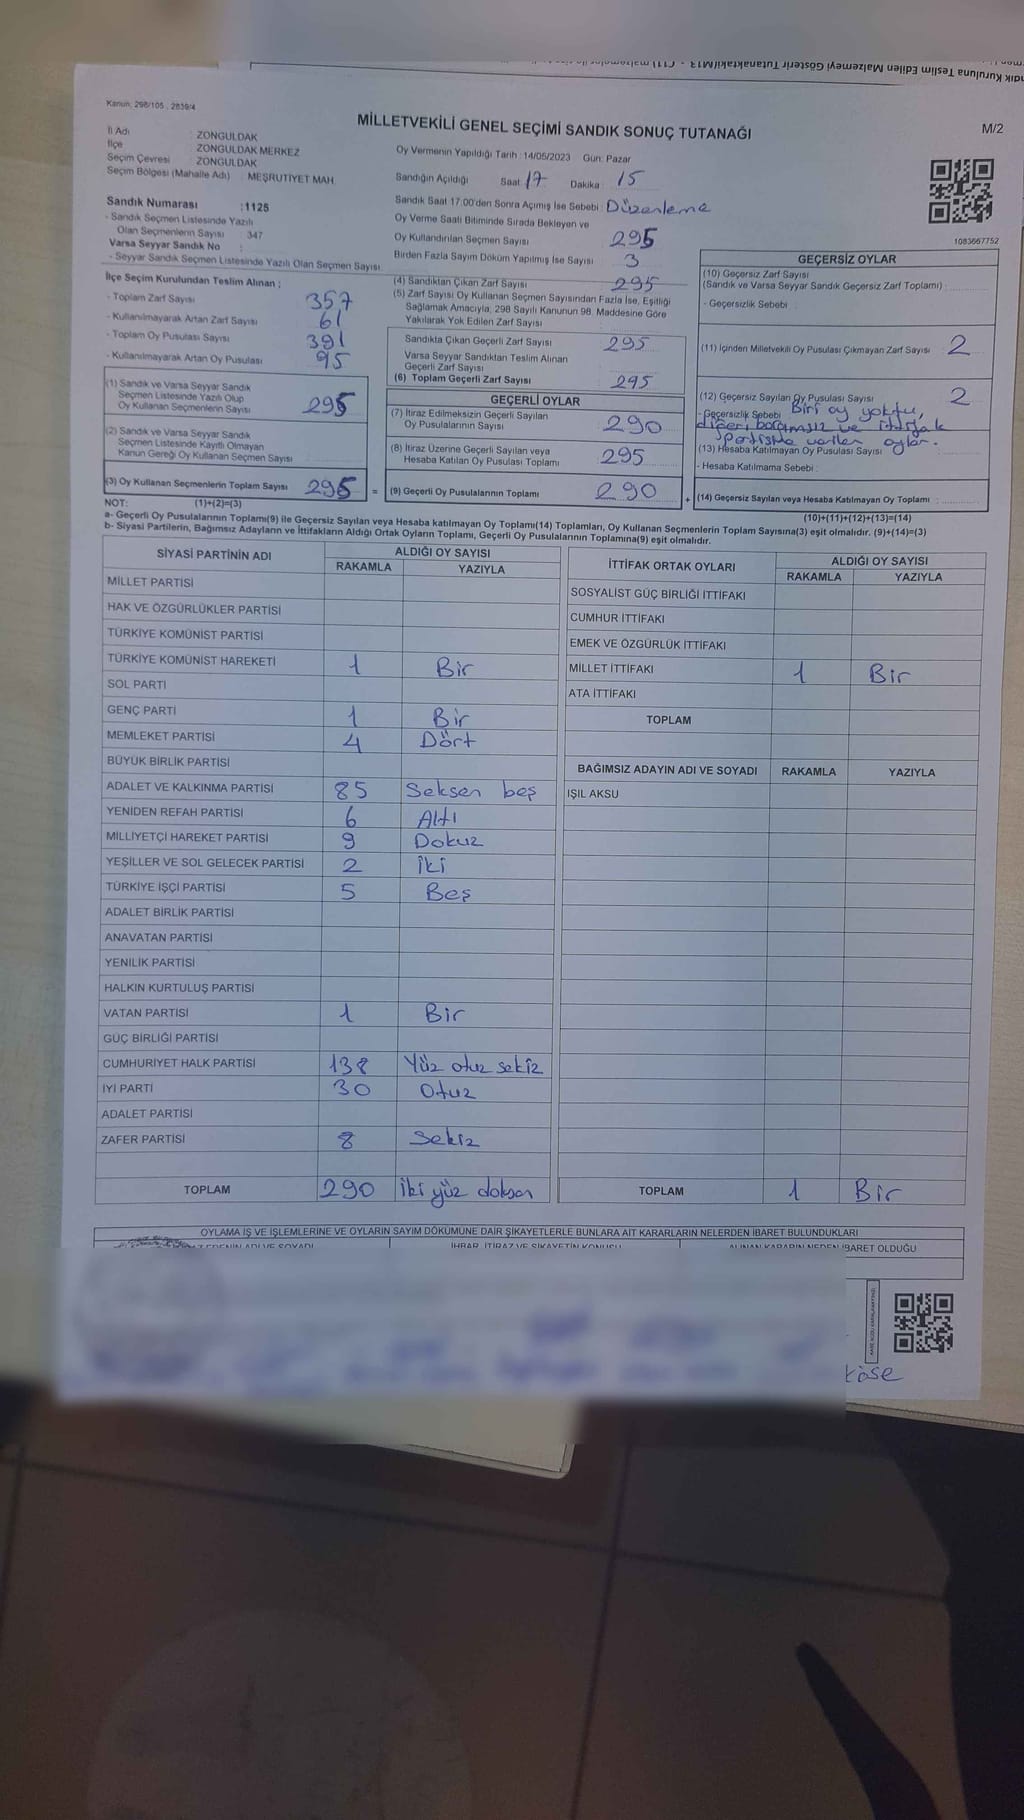 ndık Kuruluna Teslim Edilen Malzemeyi Gösterir Tutanaktaki(M13 - C11)
Kanun: 298/105 , 2839/4
MİLLETVEKİLİ GENEL SEÇİMİ SANDIK SONUÇ TUTANAĞI
M/2
İl Adı : ZONGULDAK
İlçe : ZONGULDAK MERKEZ
Seçim Çevresi : ZONGULDAK
Seçim Bölgesi (Mahalle Adı) : MEŞRUTİYET MAH
Oy Vermenin Yapıldığı Tarih : 14/05/2023 Gün: Pazar
Sandığın Açıldığı Saat: 17 Dakika: 15
Sandık Saat 17:00'den Sonra Açımış İse Sebebi: Düzenleme
Oy Verme Saati Bitiminde Sırada Bekleyen ve
Oy Kullandırılan Seçmen Sayısı 295
Birden Fazla Sayım Döküm Yapılmış İse Sayısı 3
1083667752
Sandık Numarası :1125
- Sandık Seçmen Listesinde Yazılı
Olan Seçmenlerin Sayısı : 347
Varsa Seyyar Sandık No :
- Seyyar Sandık Seçmen Listesinde Yazılı Olan Seçmen Sayısı
İlçe Seçim Kurulundan Teslim Alınan ;
- Toplam Zarf Sayısı 357
- Kullanılmayarak Artan Zarf Sayısı 61
- Toplam Oy Pusulası Sayısı 391
- Kullanılmayarak Artan Oy Pusulası 95
(1) Sandık ve Varsa Seyyar Sandık
Seçmen Listesinde Yazılı Olup
Oy Kullanan Seçmenlerin Sayısı 295
(2) Sandık ve Varsa Seyyar Sandık
Seçmen Listesinde Kayıtlı Olmayan
Kanun Gereği Oy Kullanan Seçmen Sayısı
(3) Oy Kullanan Seçmenlerin Toplam Sayısı 295 =
(4) Sandıktan Çıkan Zarf Sayısı 295
(5) Zarf Sayısı Oy Kullanan Seçmen Sayısından Fazla İse, Eşitliği
Sağlamak Amacıyla, 298 Sayılı Kanunun 98. Maddesine Göre
Yakılarak Yok Edilen Zarf Sayısı
Sandıkta Çıkan Geçerli Zarf Sayısı 295
Varsa Seyyar Sandıktan Teslim Alınan
Geçerli Zarf Sayısı
(6) Toplam Geçerli Zarf Sayısı 295
GEÇERLİ OYLAR
(7) İtiraz Edilmeksizin Geçerli Sayılan
Oy Pusulasının Sayısı 290
(8) İtiraz Üzerine Geçerli Sayılan veya
Hesaba Katılan Oy Pusulası Toplamı 295
(9) Geçerli Oy Pusulalarının Toplamı 290 +
GEÇERSİZ OYLAR
(10) Geçersiz Zarf Sayısı
(Sandık ve Varsa Seyyar Sandık Geçersiz Zarf Toplamı) :
- Geçersizlik Sebebi :
(11) İçinden Milletvekili Oy Pusulası Çıkmayan Zarf Sayısı : 2
(12) Geçersiz Sayılan Oy Pusulası Sayısı : 2
- Geçersizlik Sebebi : Biri oy yoktu,
diğeri bağımsız ve ittifak
partisine verilen oylar.
(13) Hesaba Katılmayan Oy Pusulası Sayısı :
- Hesaba Katılmama Sebebi :
(14) Geçersiz Sayılan veya Hesaba Katılmayan Oy Toplamı :
NOT: (1)+(2)=(3)
(10)+(11)+(12)+(13)=(14)
a- Geçerli Oy Pusulalarının Toplamı(9) ile Geçersiz Sayılan veya Hesaba katılmayan Oy Toplamı(14) Toplamları, Oy Kullanan Seçmenlerin Toplam Sayısına(3) eşit olmalıdır. (9)+(14)=(3)
b- Siyasi Partilerin, Bağımsız Adayların ve İttifakların Aldığı Ortak Oyların Toplamı, Geçerli Oy Pusulalarının Toplamına(9) eşit olmalıdır.
SİYASİ PARTİNİN ADI ALDIĞI OY SAYISI
RAKAMLA YAZIYLA
MİLLET PARTİSİ
HAK VE ÖZGÜRLÜKLER PARTİSİ
TÜRKİYE KOMÜNİST PARTİSİ
TÜRKİYE KOMÜNİST HAREKETİ 1 Bir
SOL PARTİ
GENÇ PARTİ 1 Bir
MEMLEKET PARTİSİ 4 Dört
BÜYÜK BİRLİK PARTİSİ
ADALET VE KALKINMA PARTİSİ 85 Seksen beş
YENİDEN REFAH PARTİSİ 6 Altı
MİLLİYETÇİ HAREKET PARTİSİ 9 Dokuz
YEŞİLLER VE SOL GELECEK PARTİSİ 2 İki
TÜRKİYE İŞÇİ PARTİSİ 5 Beş
ADALET BİRLİK PARTİSİ
ANAVATAN PARTİSİ
YENİLİK PARTİSİ
HALKIN KURTULUŞ PARTİSİ
VATAN PARTİSİ 1 Bir
GÜÇ BİRLİĞİ PARTİSİ
CUMHURİYET HALK PARTİSİ 138 Yüz otuz sekiz
İYİ PARTİ 30 Otuz
ADALET PARTİSİ
ZAFER PARTİSİ 8 Sekiz
TOPLAM 290 İki yüz doksan
İTTİFAK ORTAK OYLARI ALDIĞI OY SAYISI
RAKAMLA YAZIYLA
SOSYALİST GÜÇ BİRLİĞİ İTTİFAKI
CUMHUR İTTİFAKI
EMEK VE ÖZGÜRLÜK İTTİFAKI
MİLLET İTTİFAKI 1 Bir
ATA İTTİFAKI
TOPLAM
BAĞIMSIZ ADAYIN ADI VE SOYADI RAKAMLA YAZIYLA
IŞIL AKSU
TOPLAM 1 Bir
OYLAMA İŞ VE İŞLEMLERİNE VE OYLARIN SAYIM DÖKÜMÜNE DAİR ŞİKAYETLERLE BUNLARA AİT KARARLARIN NELERDEN İBARET BULUNDUKLARI
EDENİN ADI VE SOYADI İHBAR, İTİRAZ VE ŞİKAYETİN KONUSU ALINAN KARARIN NEDEN İBARET OLDUĞU
KARE KODU KARALAMAYINIZ!
Köse